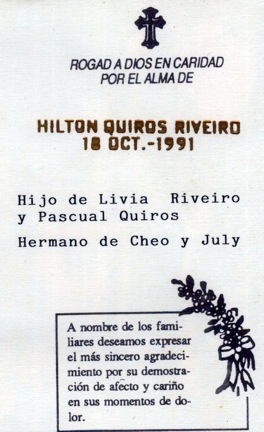 ROGAD A DIOS EN CARIDAD
POR EL ALMA DE
HILTON QUIROS RIVEIRO
18 OCT.-1991
Hijo de Livia Riveiro
y Pascual Quiros
Hermano de Cheo y July
A nombre de los fami-
liares deseamos expresar
el más sincero agradeci-
miento por su demostra-
ción de afecto y cariño
en sus momentos de do-
lor.